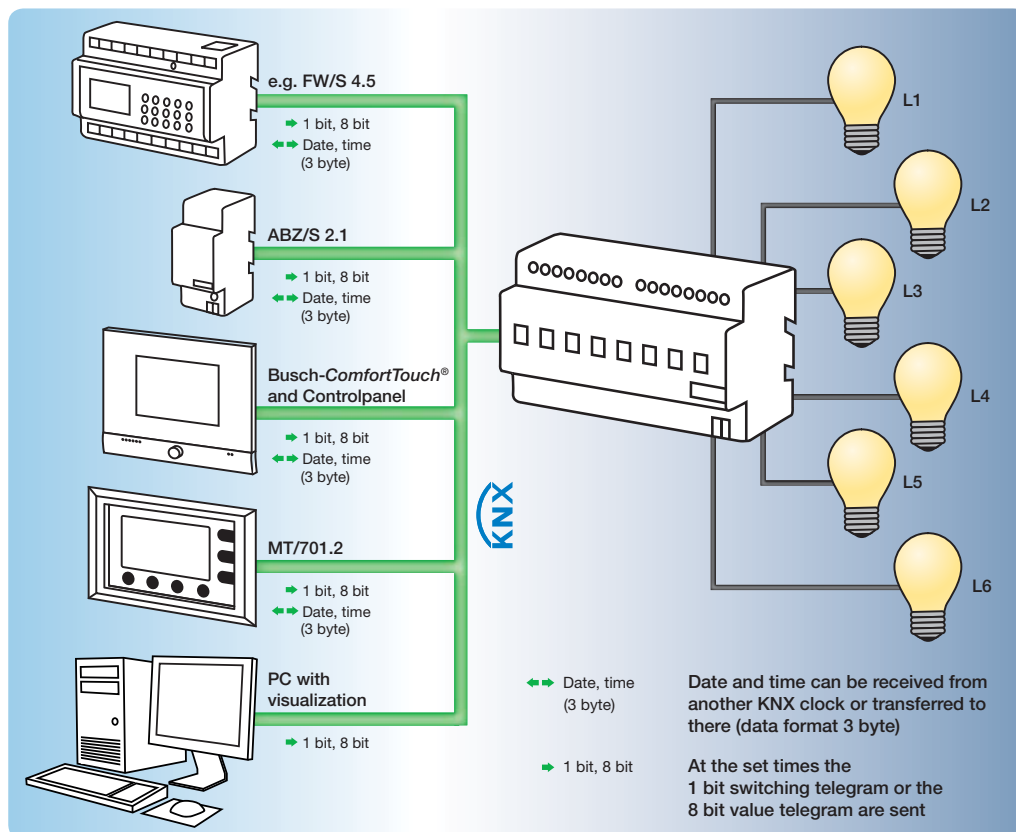 e.g. FW/S 4.5
1 bit, 8 bit
Date, time
(3 byte)
ABZ/S 2.1
1 bit, 8 bit
Date, time
(3 byte)
Busch-ComfortTouch®
and Controlpanel
1 bit, 8 bit
Date, time
(3 byte)
MT/701.2
1 bit, 8 bit
Date, time
(3 byte)
PC with
visualization
1 bit, 8 bit
KNX
L1
L2
L3
L4
L5
L6
Date, time
(3 byte)
Date and time can be received from
another KNX clock or transferred to
there (data format 3 byte)
1 bit, 8 bit
At the set times the
1 bit switching telegram or the
8 bit value telegram are sent